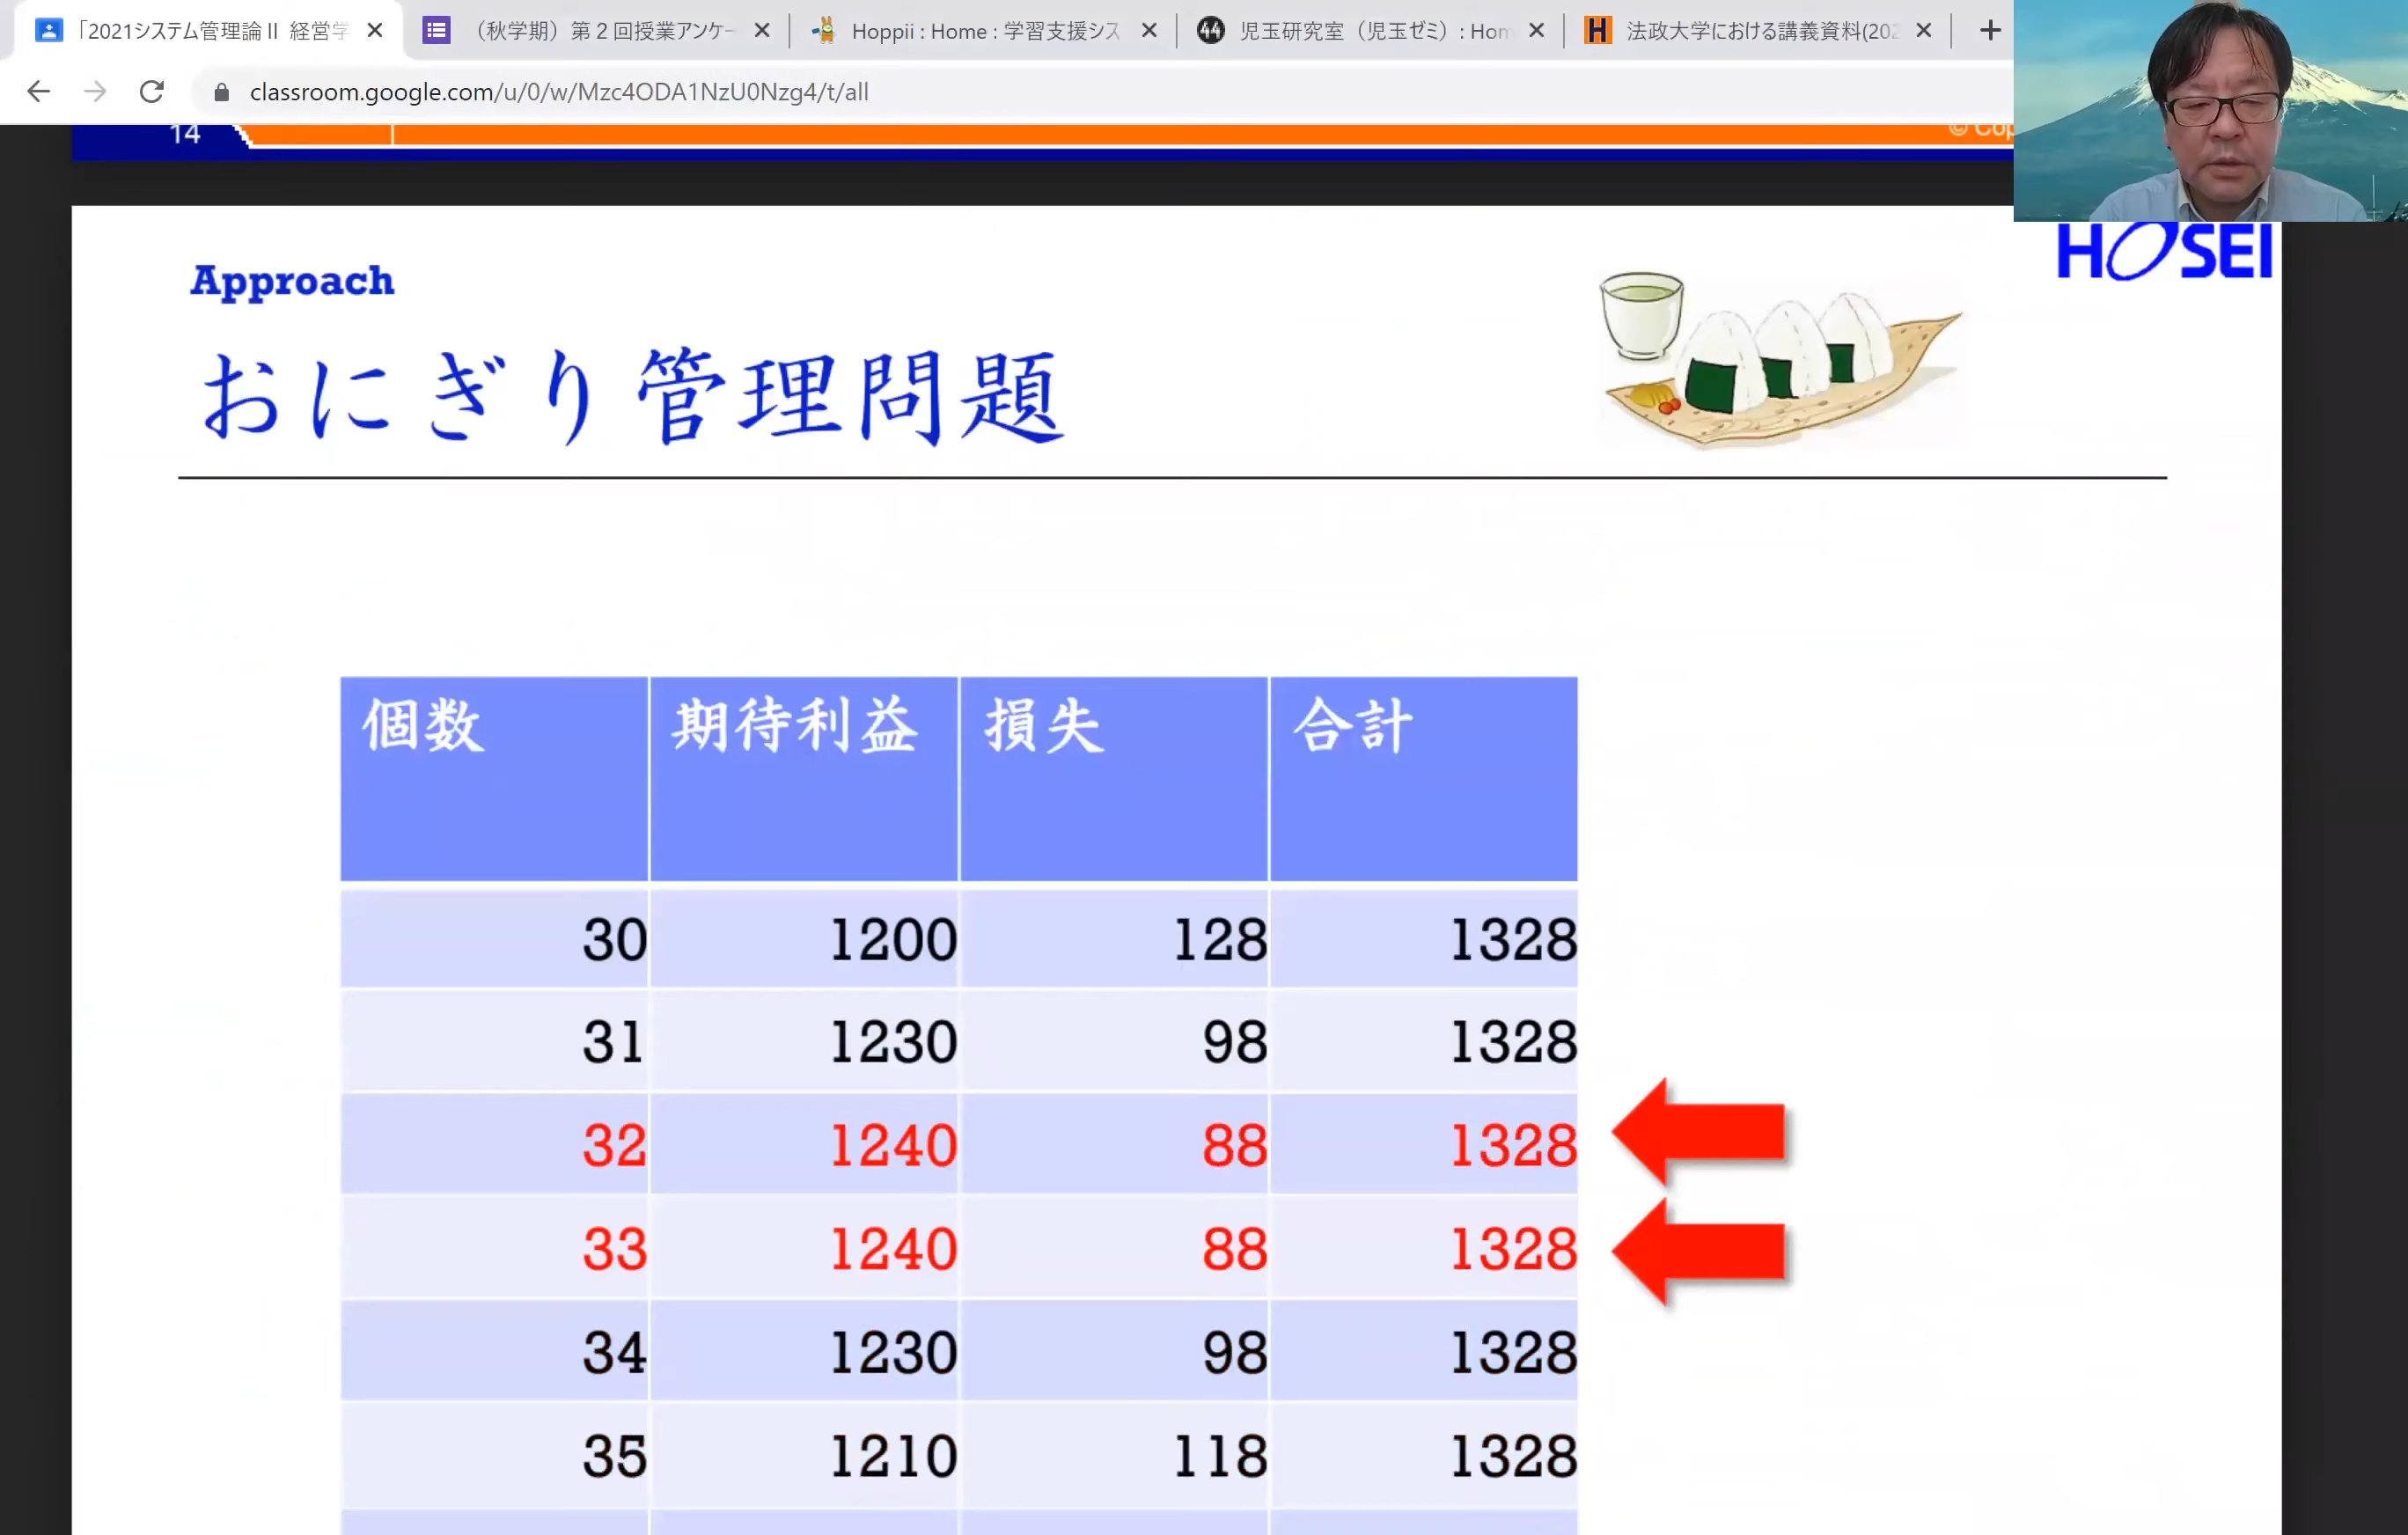 「2021システム管理論 II 経営学
（秋学期）第２回授業アンケー
Hoppii : Home : 学習支援シス
44 児玉研究室（児玉ゼミ）: Hom
H 法政大学における講義資料(202
classroom.google.com/u/0/w/Mzc4ODA1NzU0Nzg4/t/all
14
© Cop
HOSEI
Approach
おにぎり管理問題
個数 期待利益 損失 合計
30 1200 128 1328
31 1230 98 1328
32 1240 88 1328
33 1240 88 1328
34 1230 98 1328
35 1210 118 1328